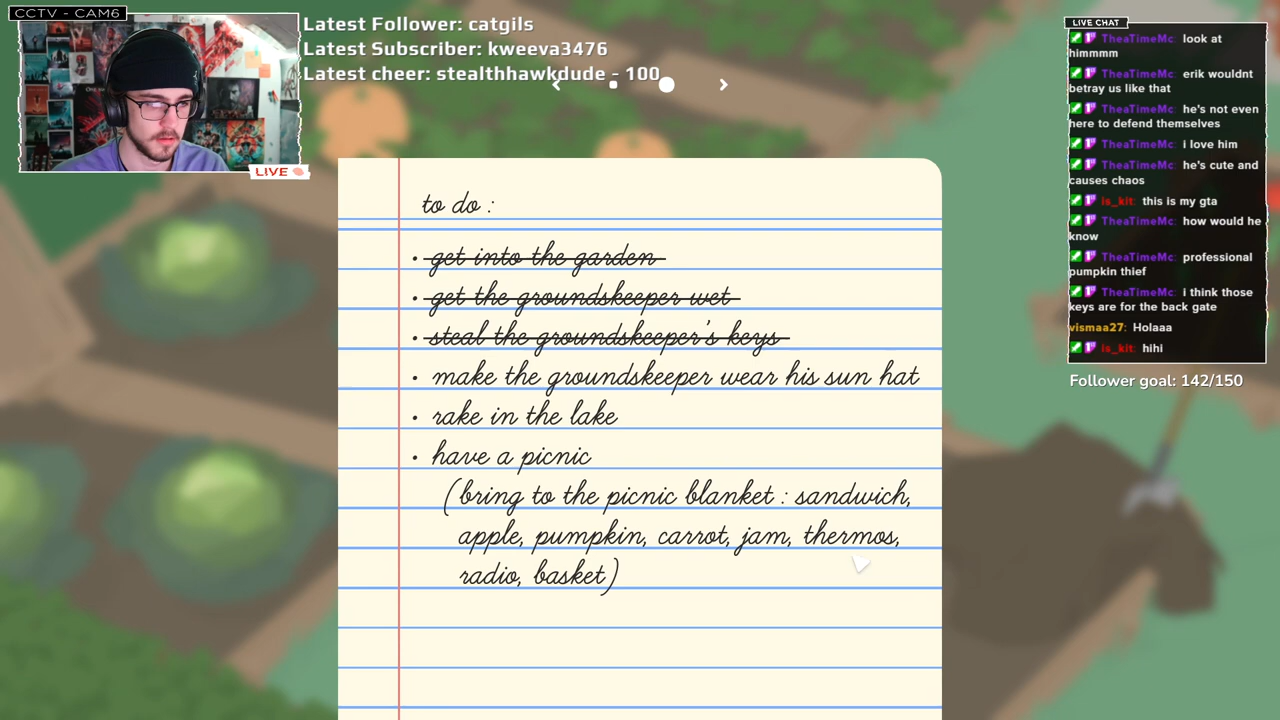 CCTV - CAM6
LIVE
Latest Follower: catgils
Latest Subscriber: kweeva3476
Latest cheer: stealthhawkdude - 100
to do :
• get into the garden
• get the groundskeeper wet
• steal the groundskeeper's keys
• make the groundskeeper wear his sun hat
• rake in the lake
• have a picnic
(bring to the picnic blanket : sandwich,
apple, pumpkin, carrot, jam, thermos,
radio, basket)
LIVE CHAT
TheaTimeMc: look at
himmmm
TheaTimeMc: erik wouldnt
betray us like that
TheaTimeMc: he's not even
here to defend themselves
TheaTimeMc: i love him
TheaTimeMc: he's cute and
causes chaos
is_kit: this is my gta
TheaTimeMc: how would he
know
TheaTimeMc: professional
pumpkin thief
TheaTimeMc: i think those
keys are for the back gate
vismaa27: Holaaa
is_kit: hihi
Follower goal: 142/150